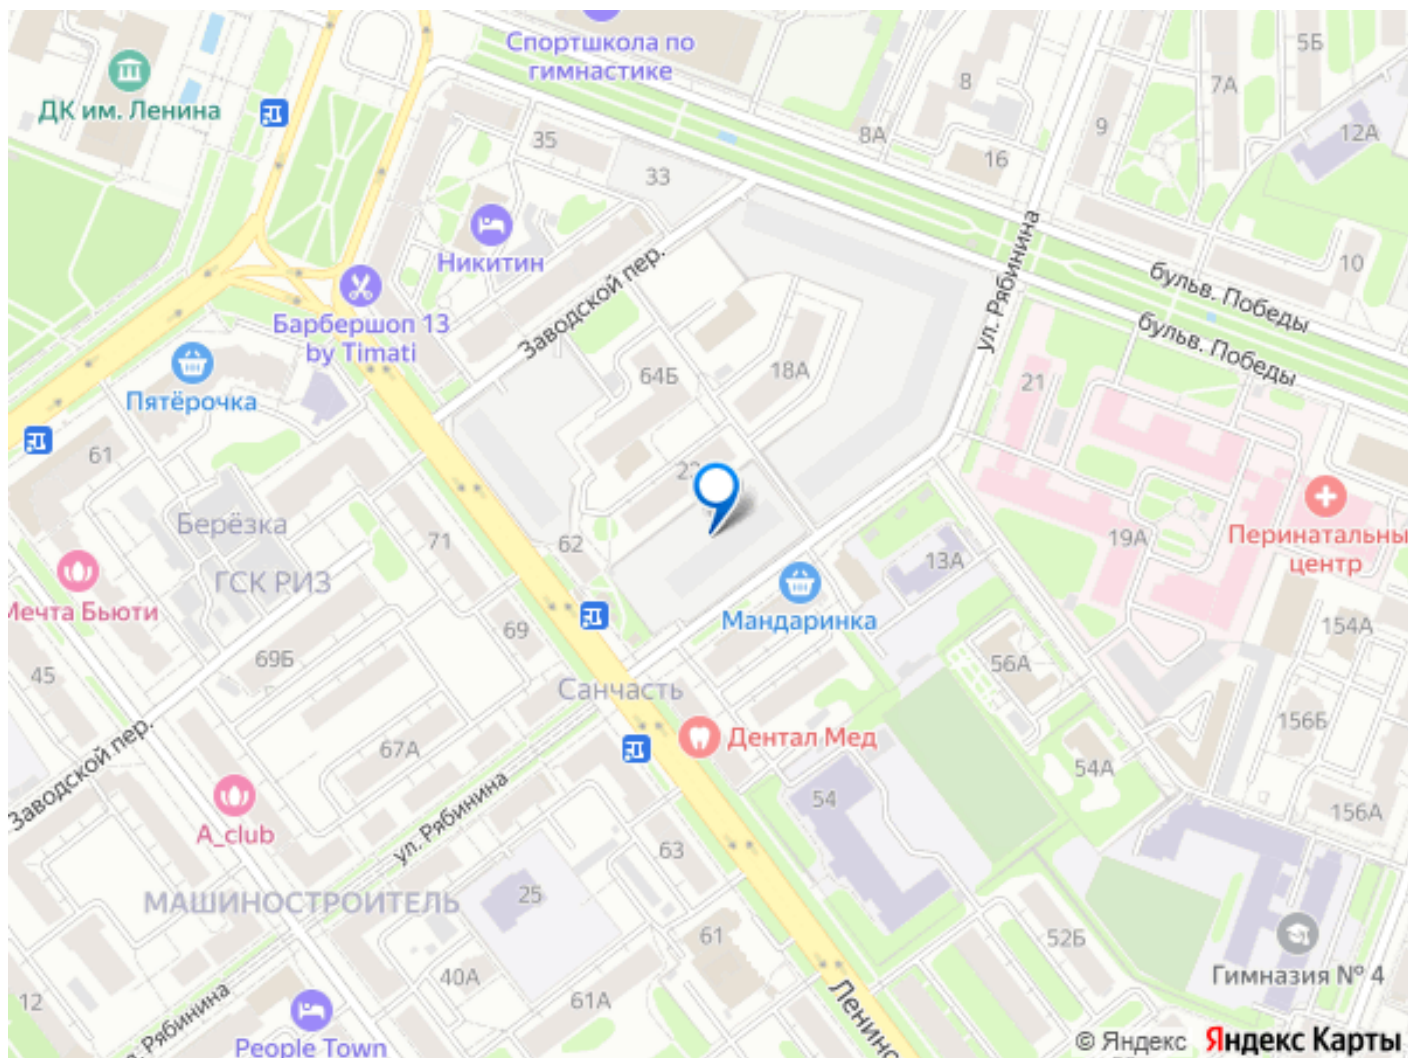 Спортшкола по
гимнастике
5Б
8
7А
ДК им. Ленина
9
12А
8А
35
16
33
Никитин
ул. Рябинина
10
бульв. Победы
Заводской пер.
Барбершоп 13
by Timati
бульв. Победы
64Б
18А
21
Пятёрочка
61
Берёзка
71
62
19А
Перинатальны
центр
13А
ГСК РИЗ
Мечта Бьюти
Мандаринка
69
154А
69Б
56А
45
Санчасть
156Б
67А
Дентал Мед
54А
Заводской пер.
54
156А
A_club
ул. Рябинина
63
МАШИНОСТРОИТЕЛЬ
25
61
52Б
Гимназия № 4
40А
12
61А
Рябинина
People Town
Ленинс
© Яндекс Яндекс Карты